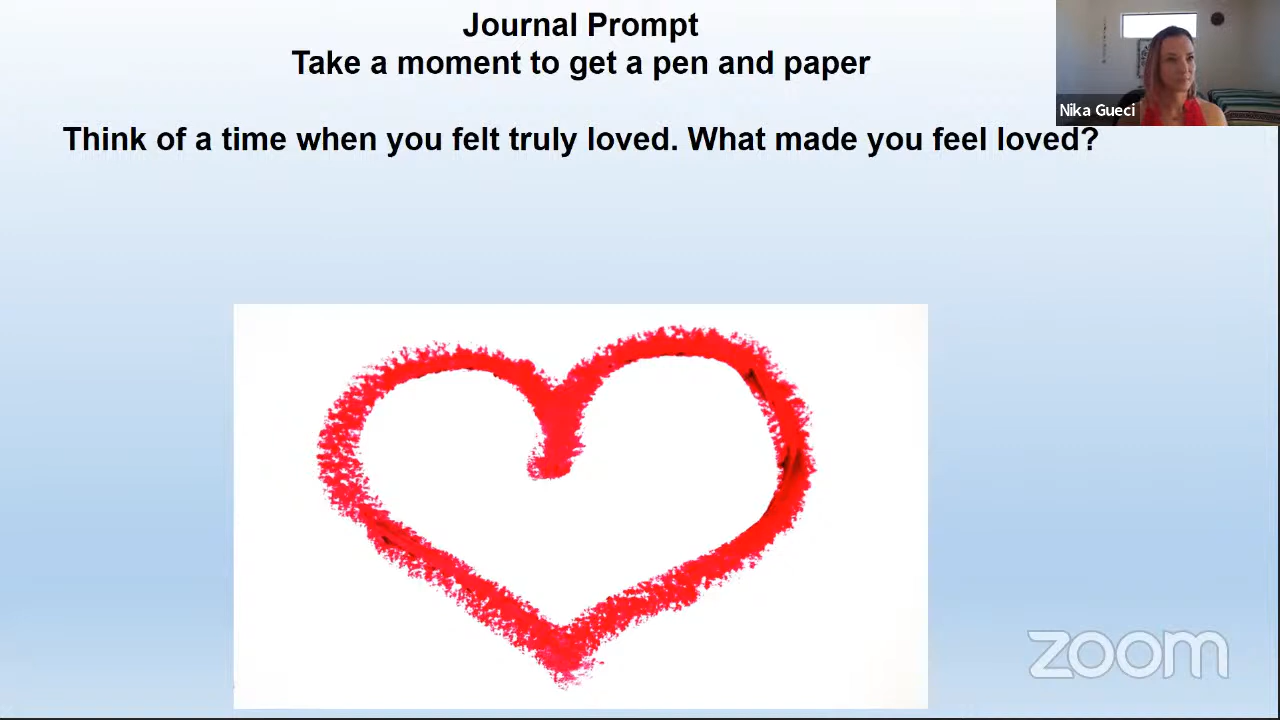 Journal Prompt
Take a moment to get a pen and paper
Think of a time when you felt truly loved. What made you feel loved?
Nika Gueci
zoom